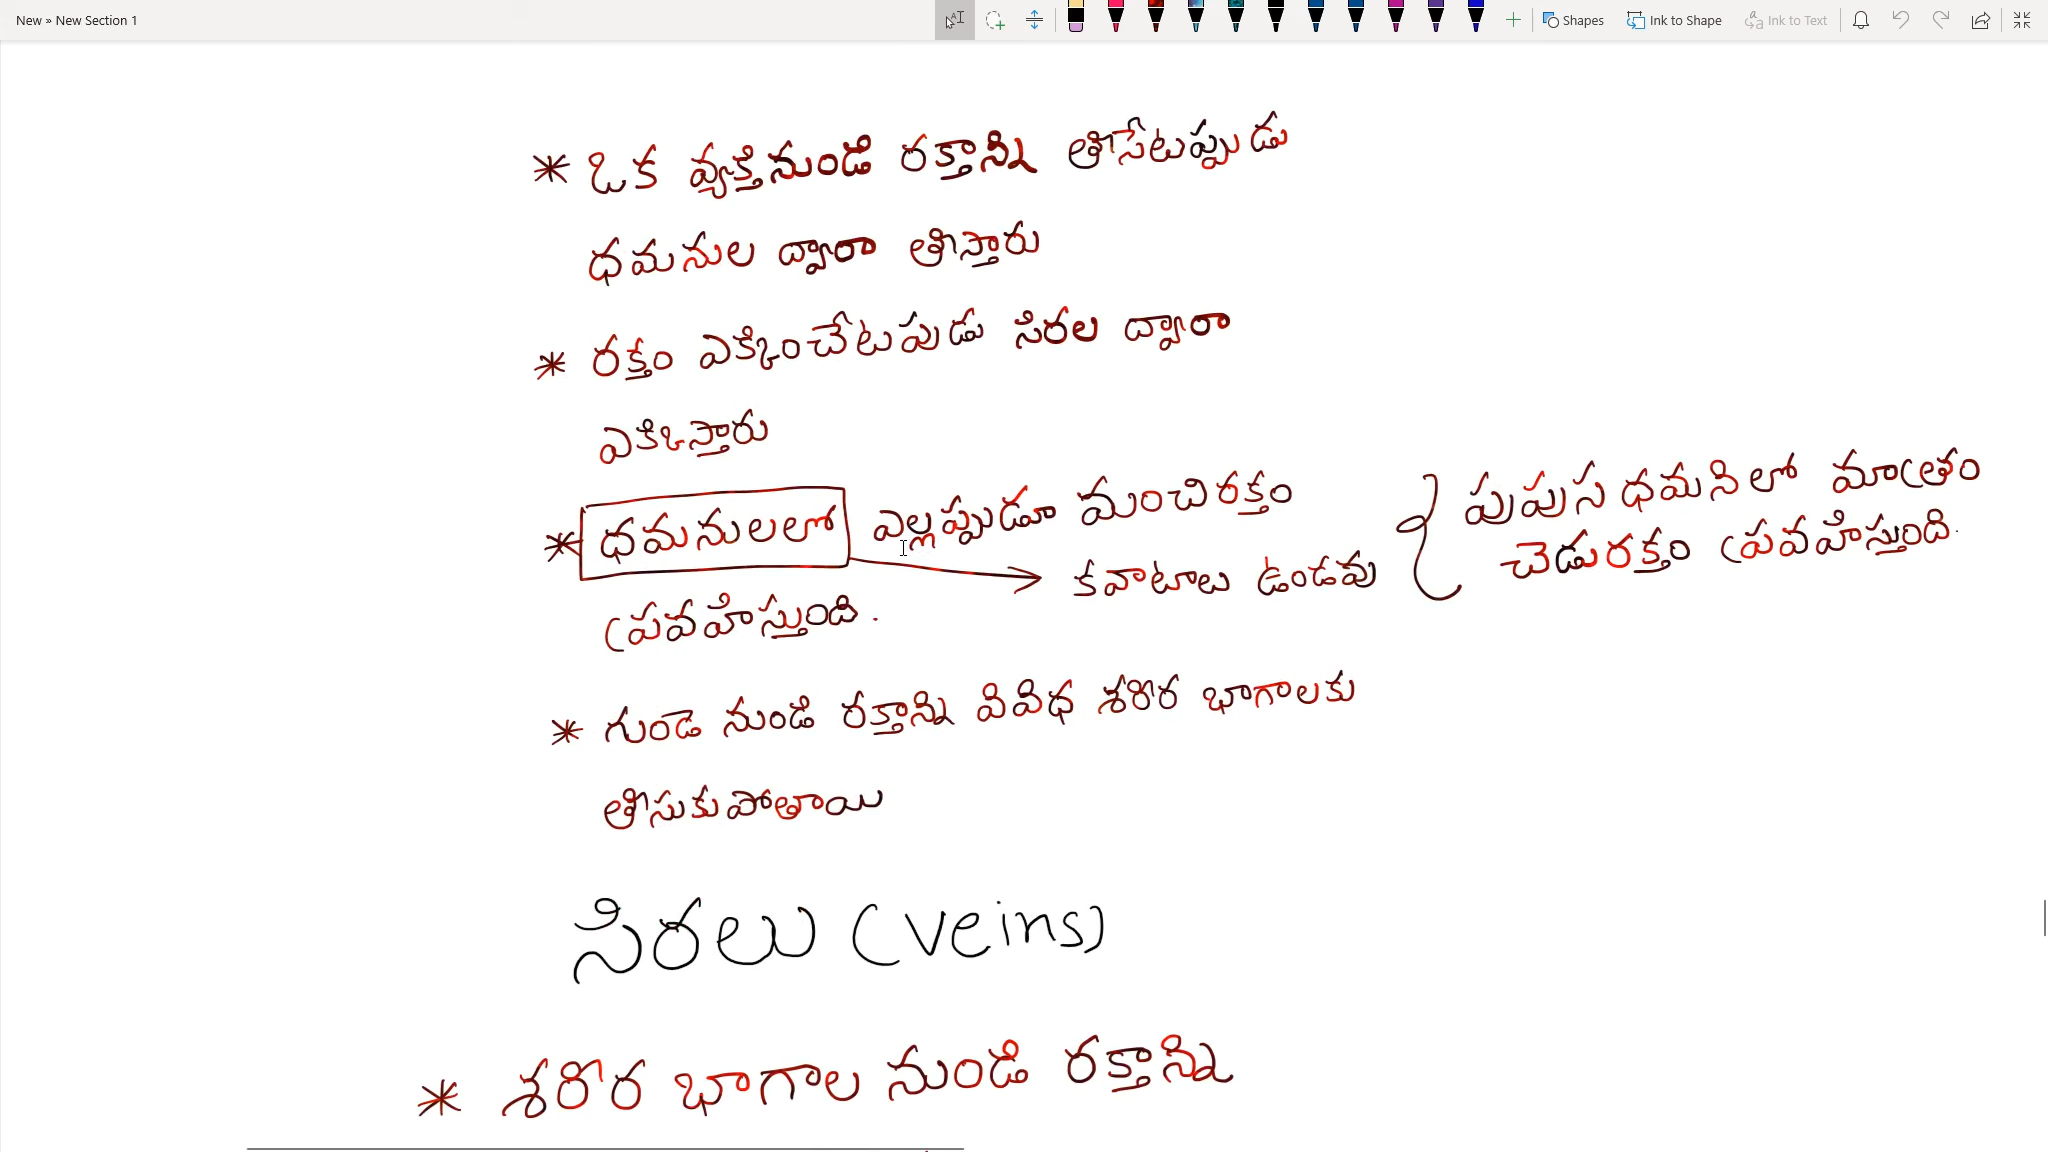 New » New Section 1
Shapes Ink to Shape Ink to Text
* ఒక వ్యక్తినుండి రక్తాన్ని తీసేటప్పుడు
ధమనుల ద్వారా తీస్తారు
* రక్తం ఎక్కించేటపుడు సిరల ద్వారా
ఎకిస్తారు
* ధమనులలో ఎల్లప్పుడూ మంచిరక్తం
ప్రవహిస్తుంది.
→ కవాటాలు ఉండవు
{ పుపుస ధమనిలో మాత్రం
చెడురక్తం ప్రవహిస్తుంది.
* గుండె నుండి రక్తాన్ని వివిధ శరీర భాగాలకు
తీసుకుపోతాయి
సిరలు (veins)
* శరీర భాగాల నుండి రక్తాన్ని